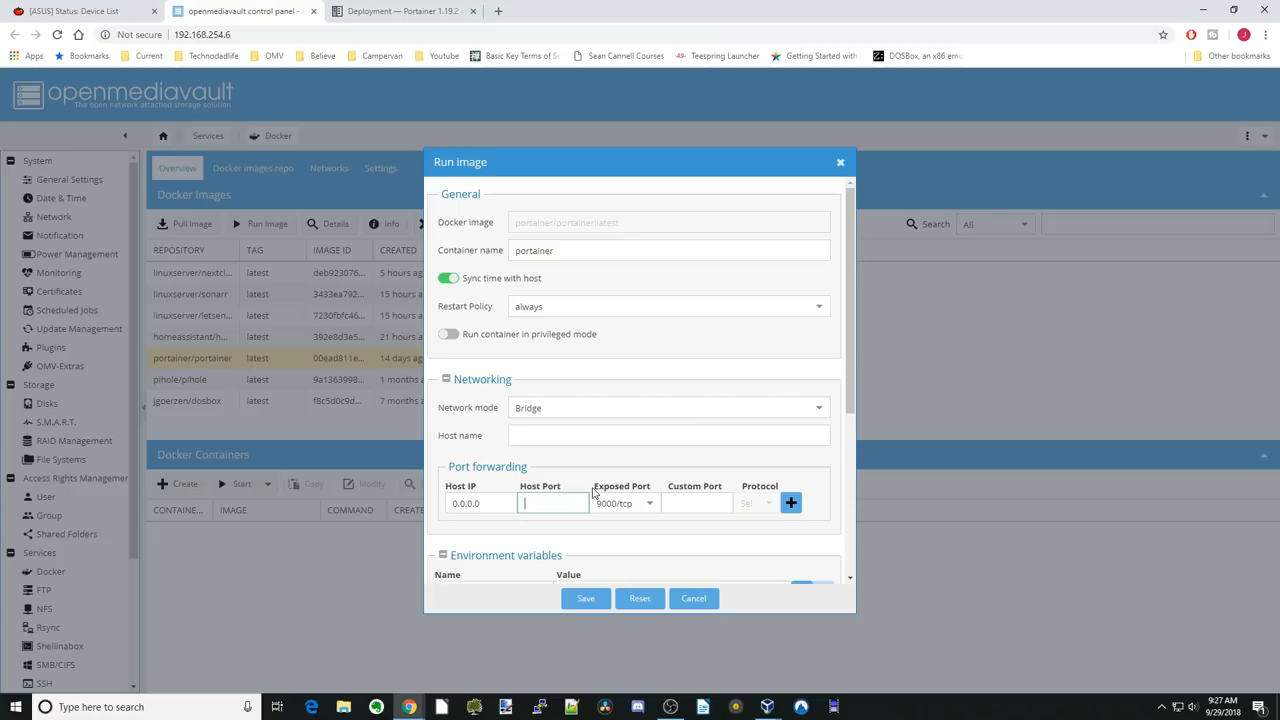 [ASUS] Status: Device List
openmediavault control panel -
Deployment — Portainer 1.19.2
Not secure
192.168.254.6
Apps
Bookmarks
Current
Technodadlife
OMV
Believe
Campervan
Youtube
Basic Key Terms of Sc
Sean Cannell Courses
Teespring Launcher
Getting Started with
DOSBox, an x86 emu
Other bookmarks
openmediavault
The open network attached storage solution
Services
Docker
System
General Settings
Date & Time
Network
Notification
Power Management
Monitoring
Certificates
Scheduled Jobs
Update Management
Plugins
OMV-Extras
Storage
Disks
S.M.A.R.T.
RAID Management
File Systems
Access Rights Managemer
User
Group
Shared Folders
Services
Docker
FTP
NFS
Rsync
Shellinabox
SMB/CIFS
SSH
Overview
Docker images repo
Networks
Settings
Docker Images
Pull Image
Run Image
Details
Info
Search
All
REPOSITORY
TAG
IMAGE ID
CREATED
linuxserver/nextcl...
latest
deb923076...
5 hours ago
linuxserver/sonarr
latest
3433ea792...
15 hours
linuxserver/letsen...
latest
7230fbfc46...
15 hours
homeassistant/h...
latest
392e8d3e5...
21 hours
portainer/portainer
latest
00ead811e...
14 days ag
pihole/pihole
latest
9a1363998...
1 months
jgoerzen/dosbox
latest
f8c5d0c9d...
7 months
Docker Containers
Create
Start
Copy
Modify
CONTAINE...
IMAGE
COMMAND
CREATE
Run image
General
Docker image
portainer/portainer:latest
Container name
portainer
Sync time with host
Restart Policy
always
Run container in privileged mode
Networking
Network mode
Bridge
Host name
Port forwarding
Host IP
Host Port
Exposed Port
Custom Port
Protocol
0.0.0.0
9000/tcp
Sel
Environment variables
Name
Value
Save
Reset
Cancel
Type here to search
9:27 AM
9/29/2018